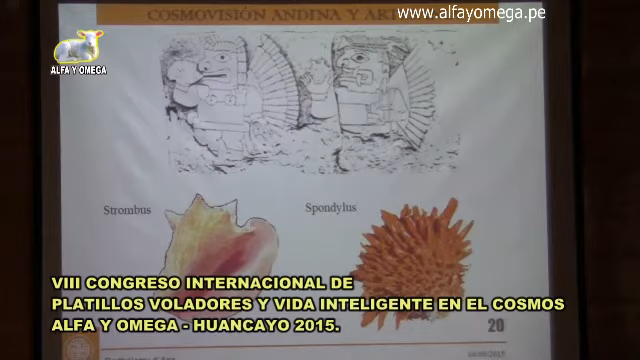 COSMOVISIÓN ANDINA Y
www.alfayomega.pe
ALFA Y OMEGA
Strombus
Spondylus
VIII CONGRESO INTERNACIONAL DE
PLATILLOS VOLADORES Y VIDA INTELIGENTE EN EL COSMOS
ALFA Y OMEGA - HUANCAYO 2015.
20